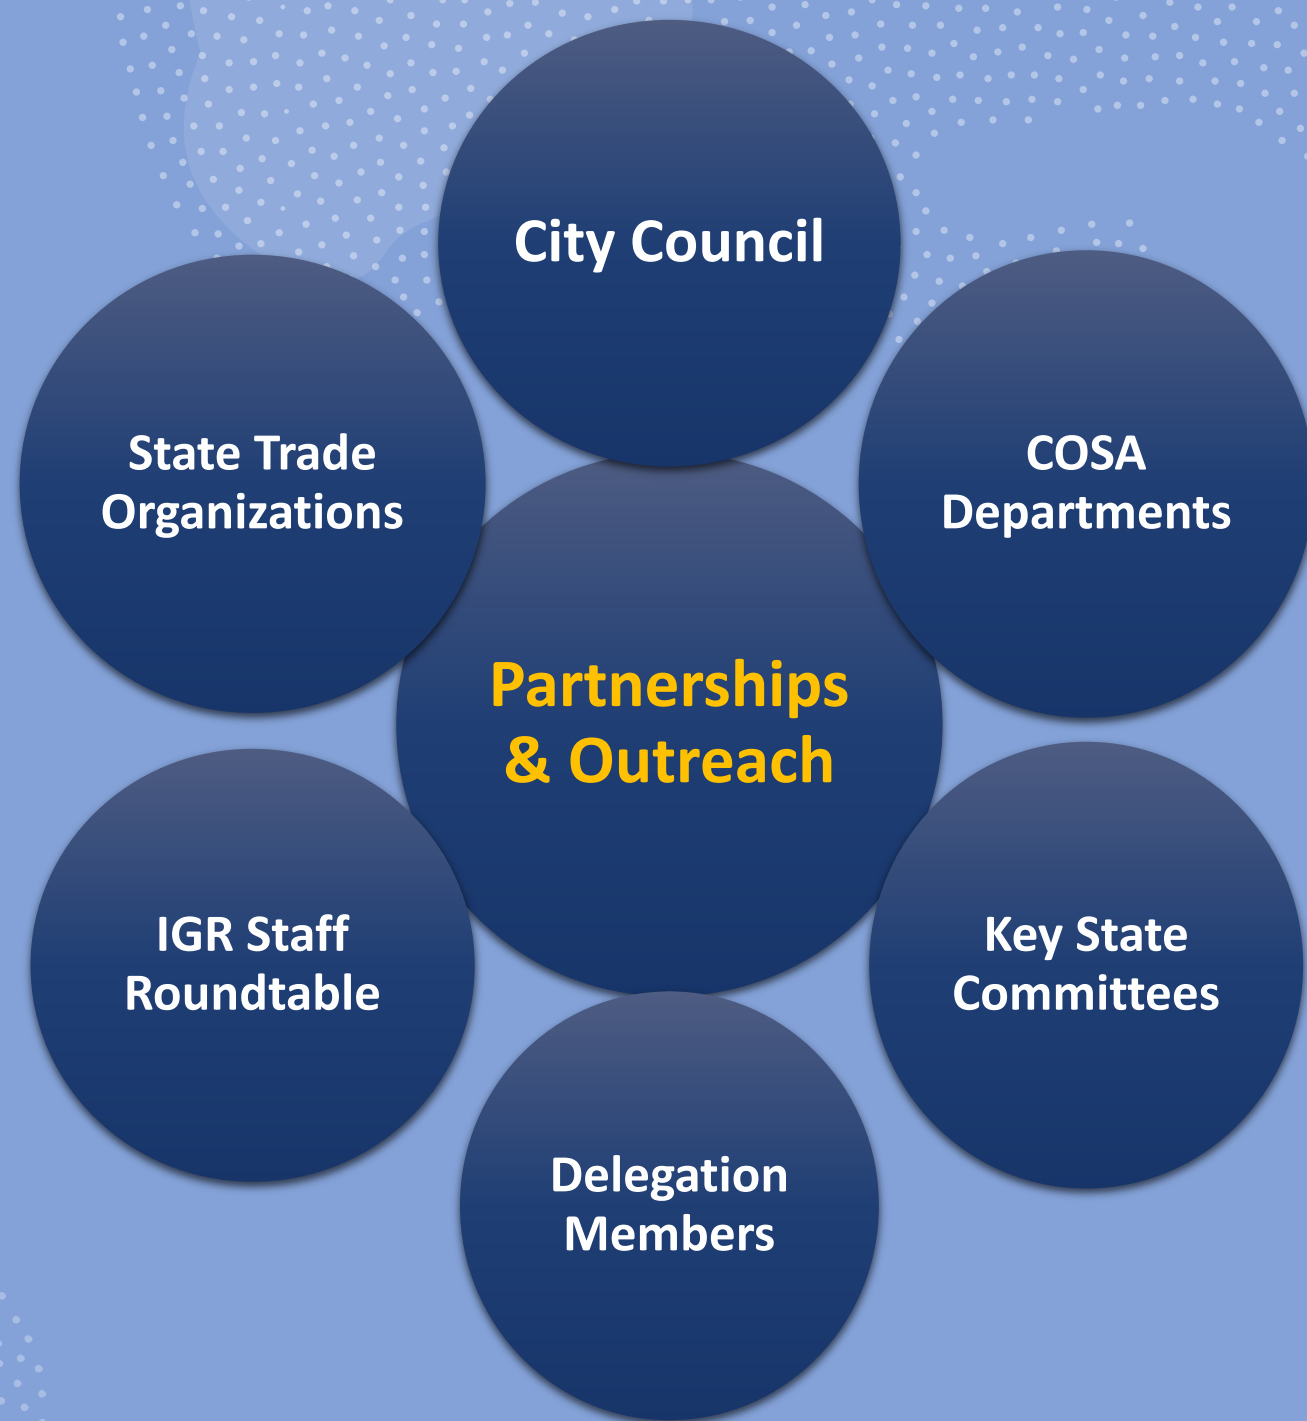 City Council
State Trade
Organizations
COSA
Departments
Partnerships
& Outreach
IGR Staff
Roundtable
Key State
Committees
Delegation
Members